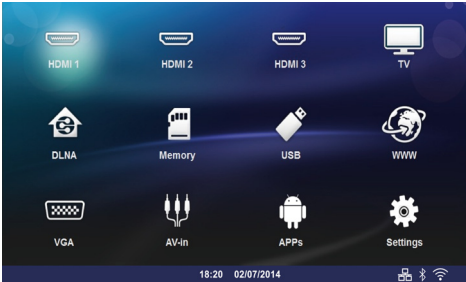 HDMI 1 HDMI 2 HDMI 3 TV
DLNA Memory USB WWW
VGA AV-in APPs Settings
18:20 02/07/2014